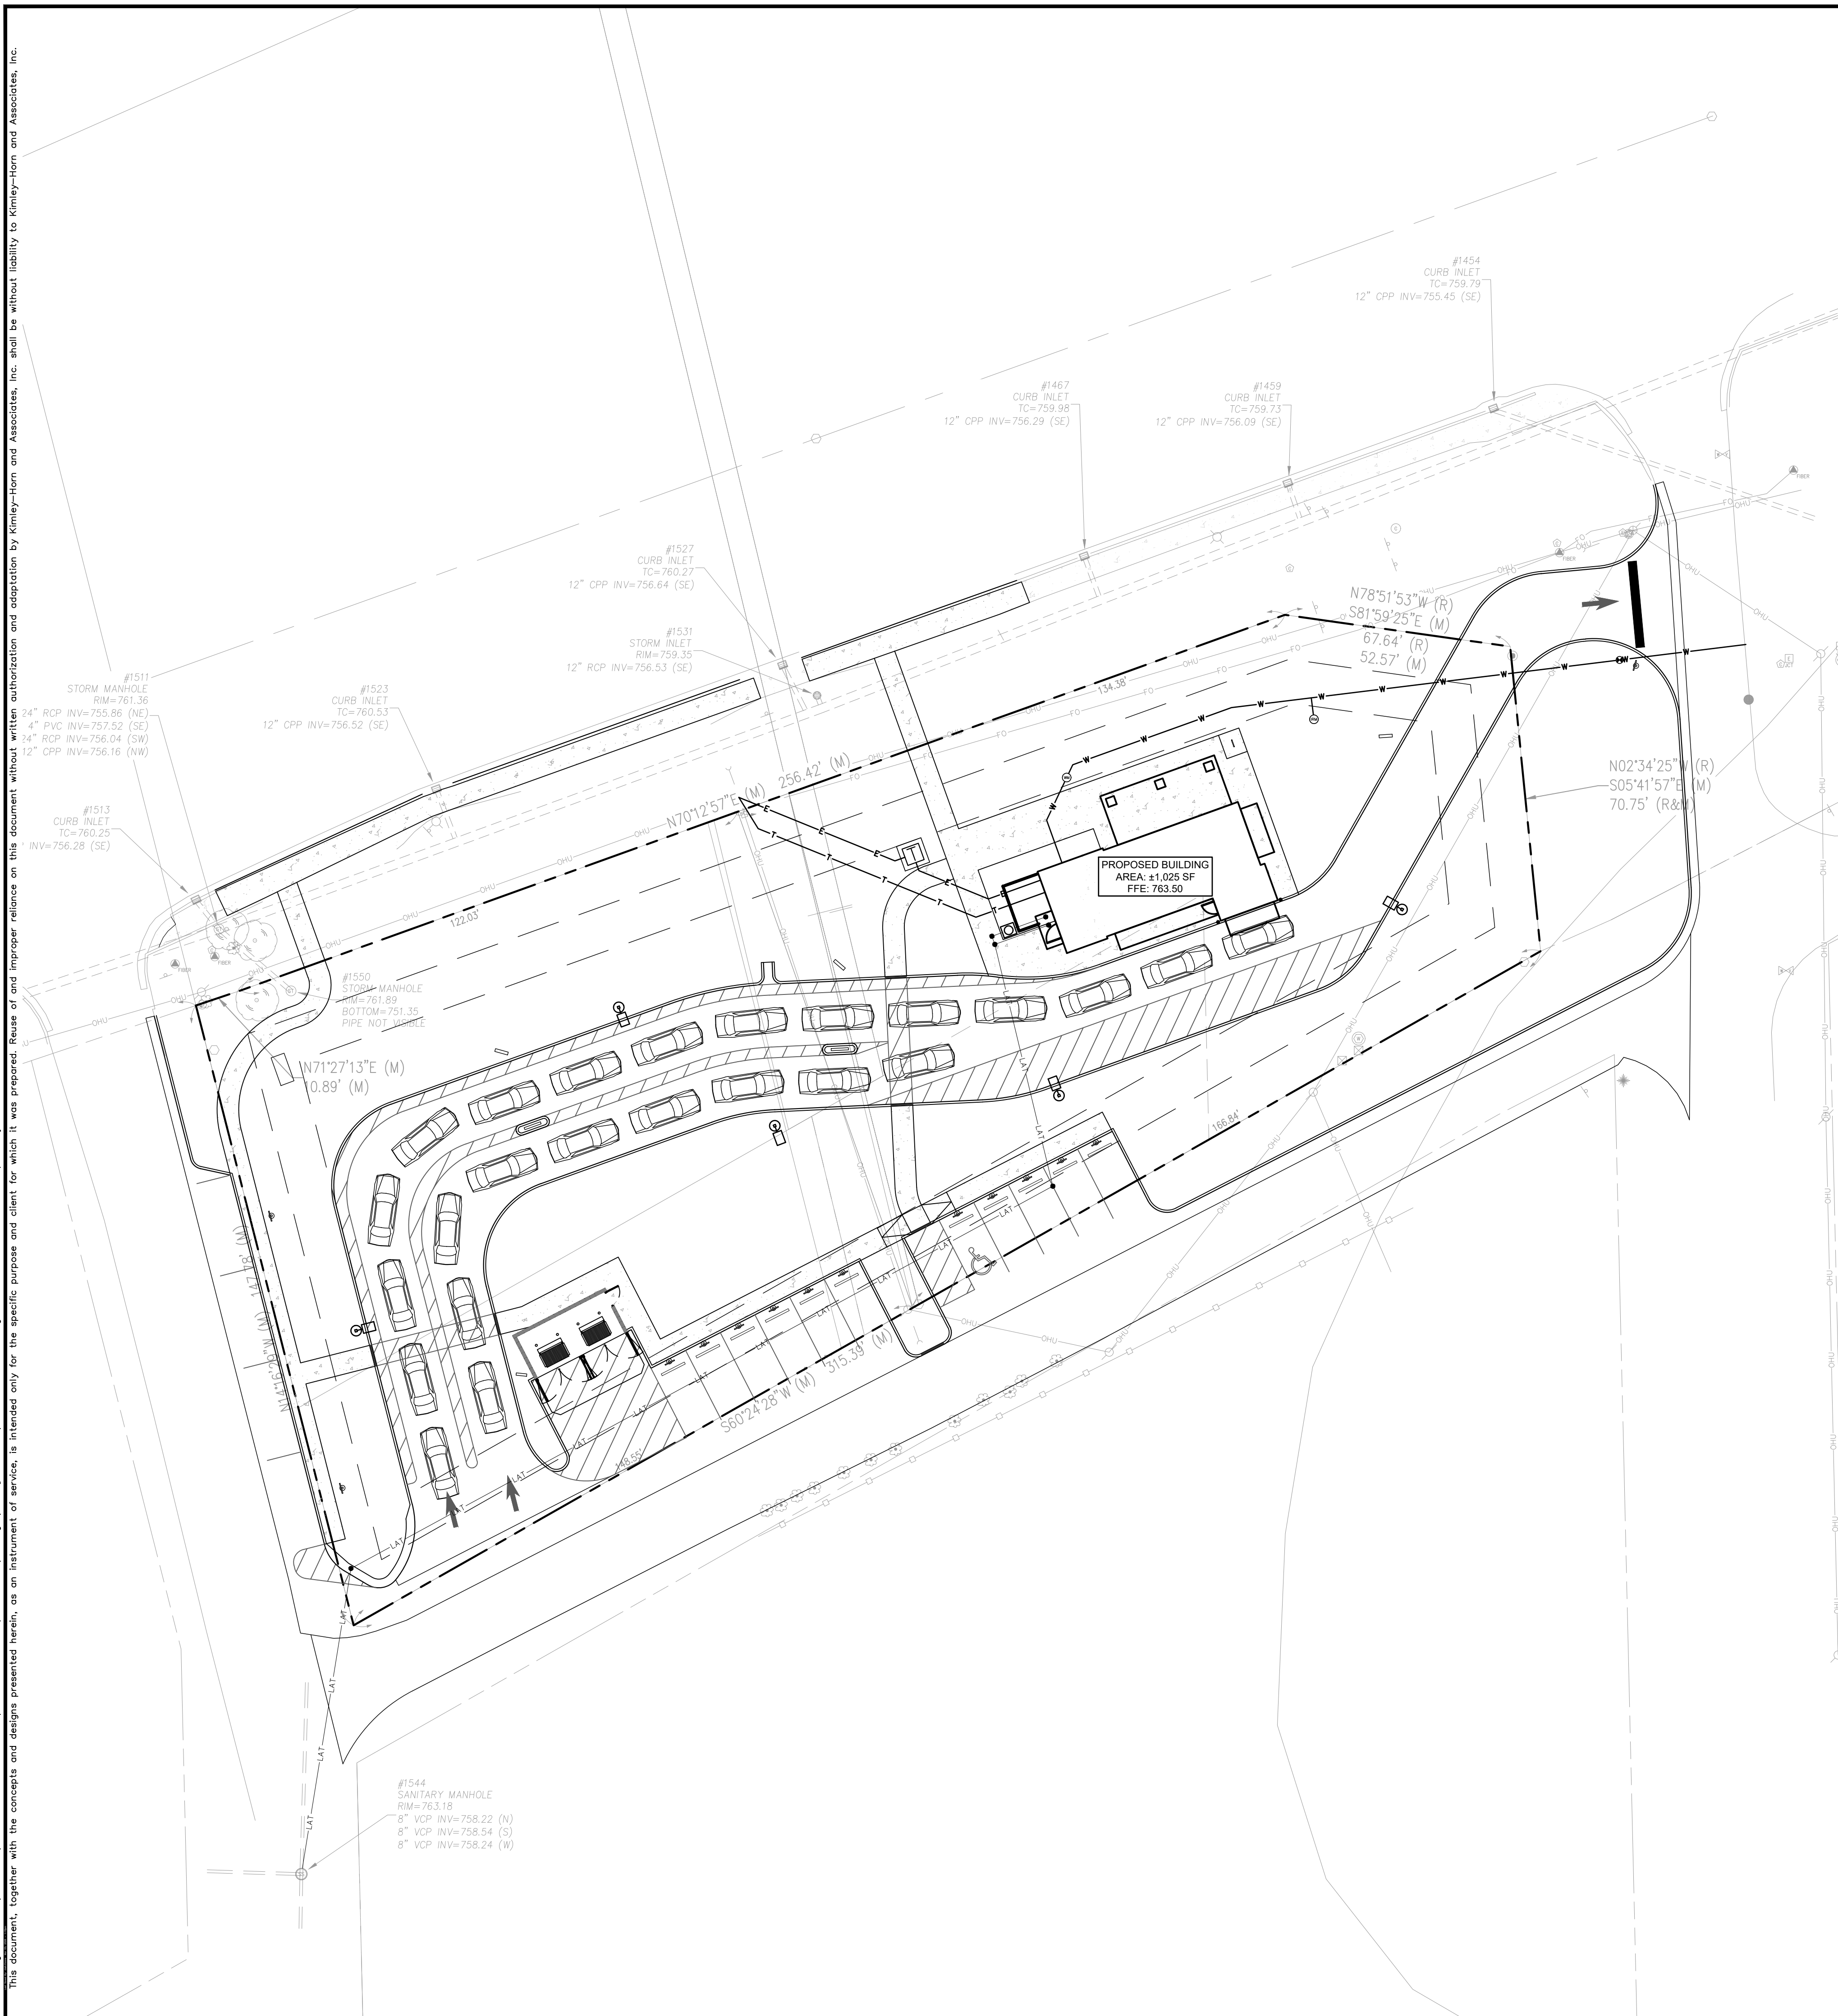 This document, together with the concepts and designs presented herein, as an instrument of service, is intended only for the specific purpose and client for which it was prepared. Reuse of and improper reliance on this document without written authorization and adaptation by Kimley-Horn and Associates, Inc. shall be without liability to Kimley-Horn and Associates, Inc.
#1454
CURB INLET
TC=759.79
12" CPP INV=755.45 (SE)
#1467
CURB INLET
TC=759.98
12" CPP INV=756.29 (SE)
#1459
CURB INLET
TC=759.73
12" CPP INV=756.09 (SE)
#1527
CURB INLET
TC=760.27
12" CPP INV=756.64 (SE)
#1531
STORM INLET
RIM=759.35
12" RCP INV=756.53 (SE)
#1511
STORM MANHOLE
RIM=761.36
24" RCP INV=755.86 (NE)
4" PVC INV=757.52 (SE)
24" RCP INV=756.04 (SW)
12" CPP INV=756.16 (NW)
#1523
CURB INLET
TC=760.53
12" CPP INV=756.52 (SE)
#1513
CURB INLET
TC=760.25
INV=756.28 (SE)
N78°51'53"W (R)
S81°59'25"E (M)
67.64' (R)
52.57' (M)
134.38'
N70°12'57"E (M) 256.42' (M)
122.03'
N02°34'25"W (R)
S05°41'57"E (M)
70.75' (R&M)
PROPOSED BUILDING
AREA: ±1,025 SF
FFE: 763.50
#1550
STORM MANHOLE
RIM=761.89
BOTTOM=751.35
PIPE NOT VISIBLE
N71°27'13"E (M)
10.89' (M)
166.84'
S60°24'28"W (M) 315.39' (M)
148.55'
#1544
SANITARY MANHOLE
RIM=763.18
8" VCP INV=758.22 (N)
8" VCP INV=758.54 (S)
8" VCP INV=758.24 (W)
FIBER
FIBER
FIBER
FIBER
OHU
FO
LAT
W
E
T